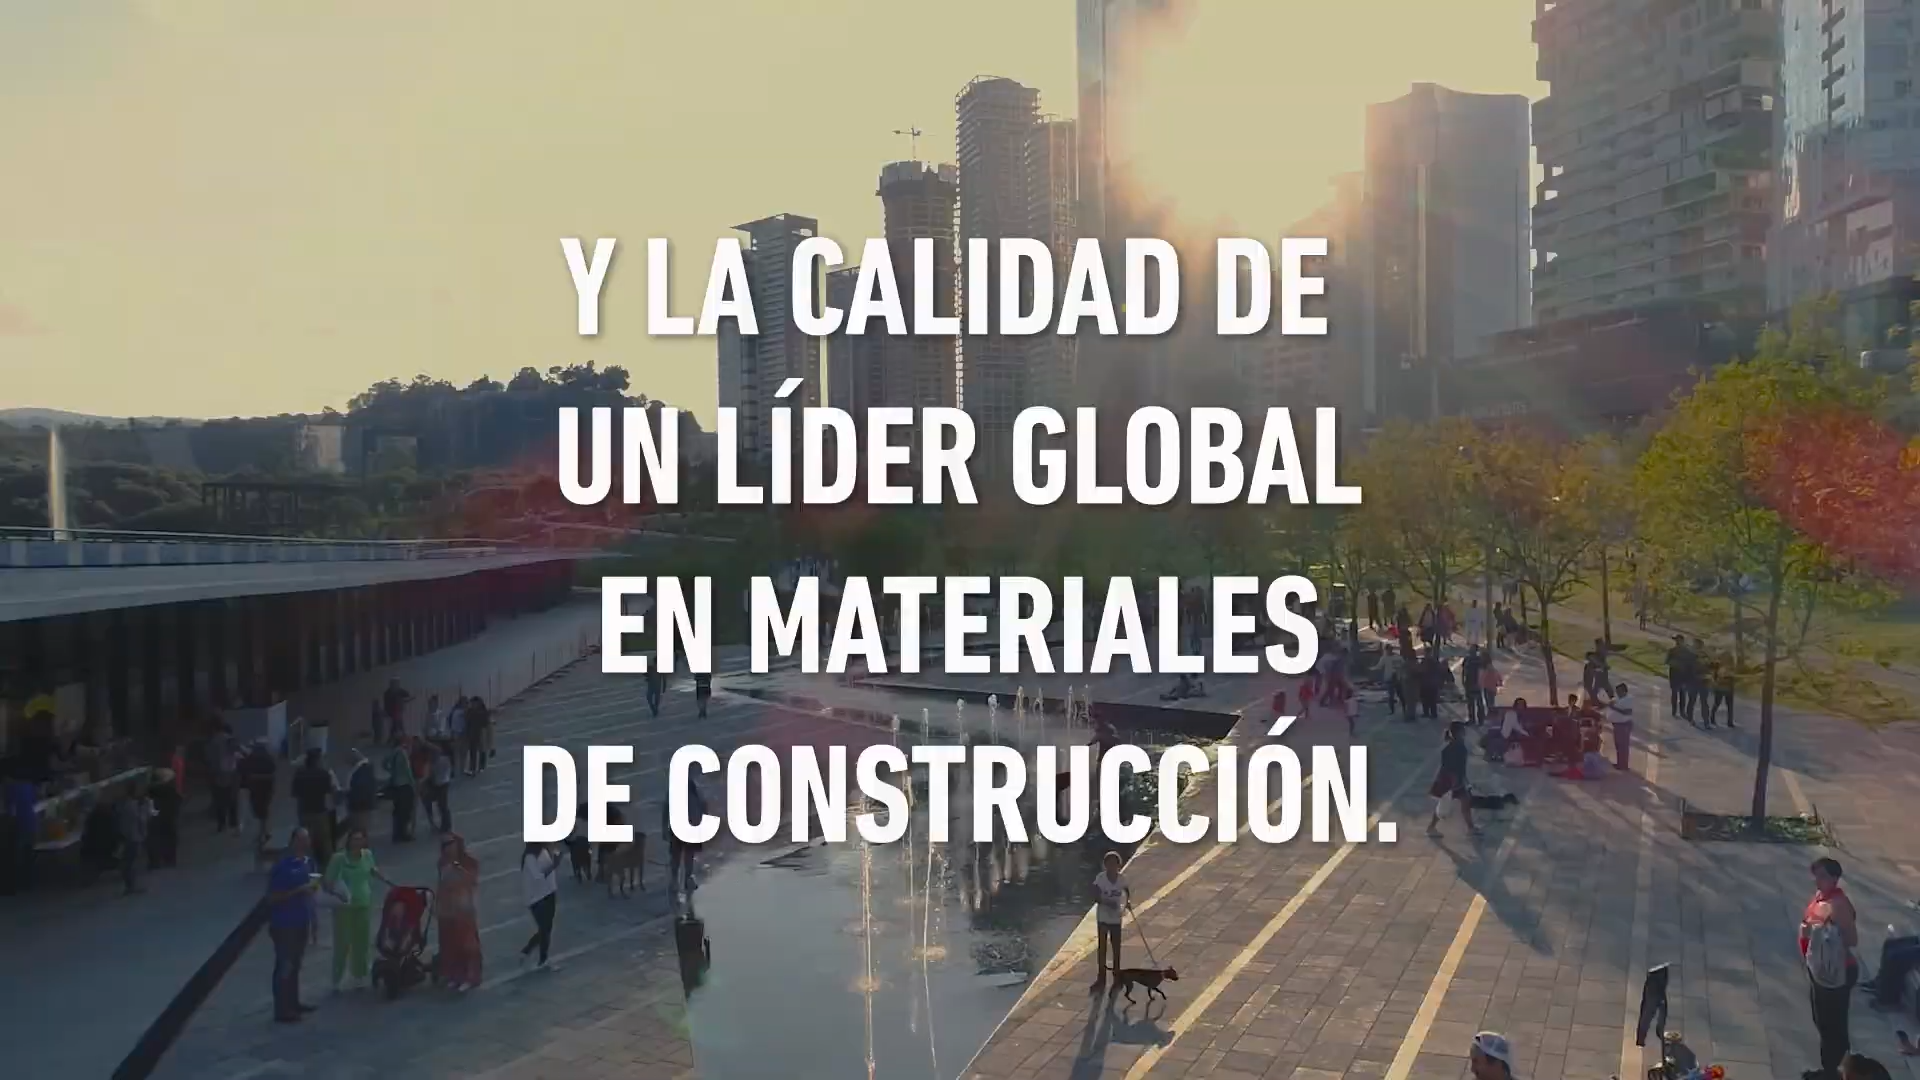 Y LA CALIDAD DE
UN LÍDER GLOBAL
EN MATERIALES
DE CONSTRUCCIÓN.